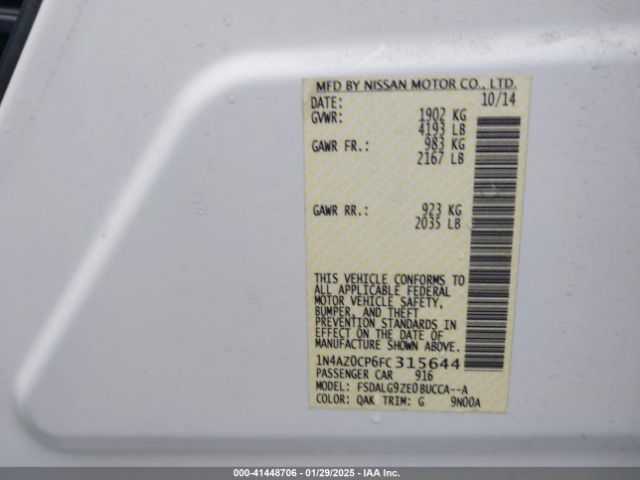 MFD BY NISSAN MOTOR CO., LTD.
DATE: 10/14
GVWR: 1902 KG
4193 LB
GAWR FR.: 983 KG
2167 LB
GAWR RR.: 923 KG
2035 LB
THIS VEHICLE CONFORMS TO
ALL APPLICABLE FEDERAL
MOTOR VEHICLE SAFETY,
BUMPER, AND THEFT
PREVENTION STANDARDS IN
EFFECT ON THE DATE OF
MANUFACTURE SHOWN ABOVE.
1N4AZ0CP6FC315644
PASSENGER CAR 916
MODEL: FSDALG9ZE0BUCCA--A
COLOR: QAK TRIM: G 9N00A
000-41448706 - 01/29/2025 - IAA Inc.